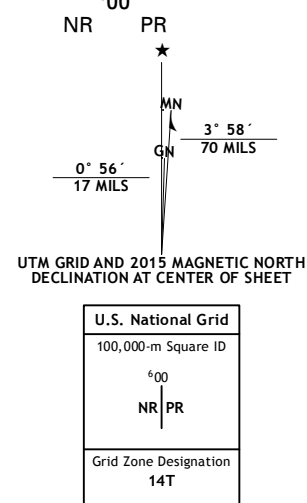 ⁶00
NR PR
★
MN
3° 58´
70 MILS
GN
0° 56´
17 MILS
UTM GRID AND 2015 MAGNETIC NORTH
DECLINATION AT CENTER OF SHEET
U.S. National Grid
100,000-m Square ID
⁶00
NR PR
Grid Zone Designation
14T